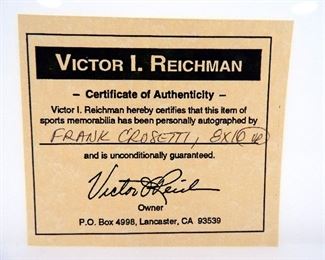 VICTOR I. REICHMAN
– Certificate of Authenticity –
Victor I. Reichman hereby certifies that this item of
sports memorabilia has been personally autographed by
FRANK CROSETTI, 8X10
and is unconditionally guaranteed.
Owner
P.O. Box 4998, Lancaster, CA 93539